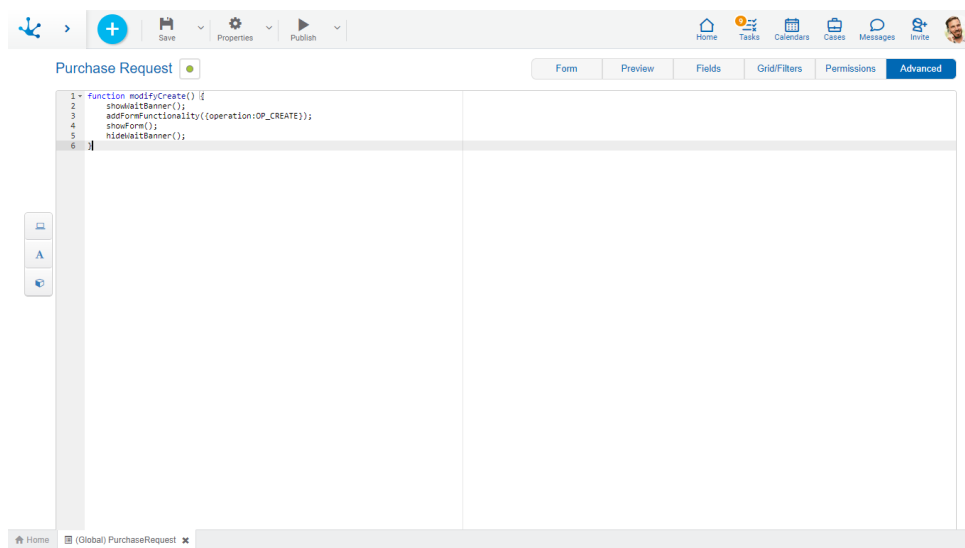 Save
Properties
Publish
Home
9
Tasks
Calendars
Cases
Messages
Invite
Purchase Request
Form
Preview
Fields
Grid/Filters
Permissions
Advanced
1 function modifyCreate() {
2 showWaitBanner();
3 addFormFunctionality({operation:OP_CREATE});
4 showForm();
5 hideWaitBanner();
6 }
A
Home
(Global) PurchaseRequest